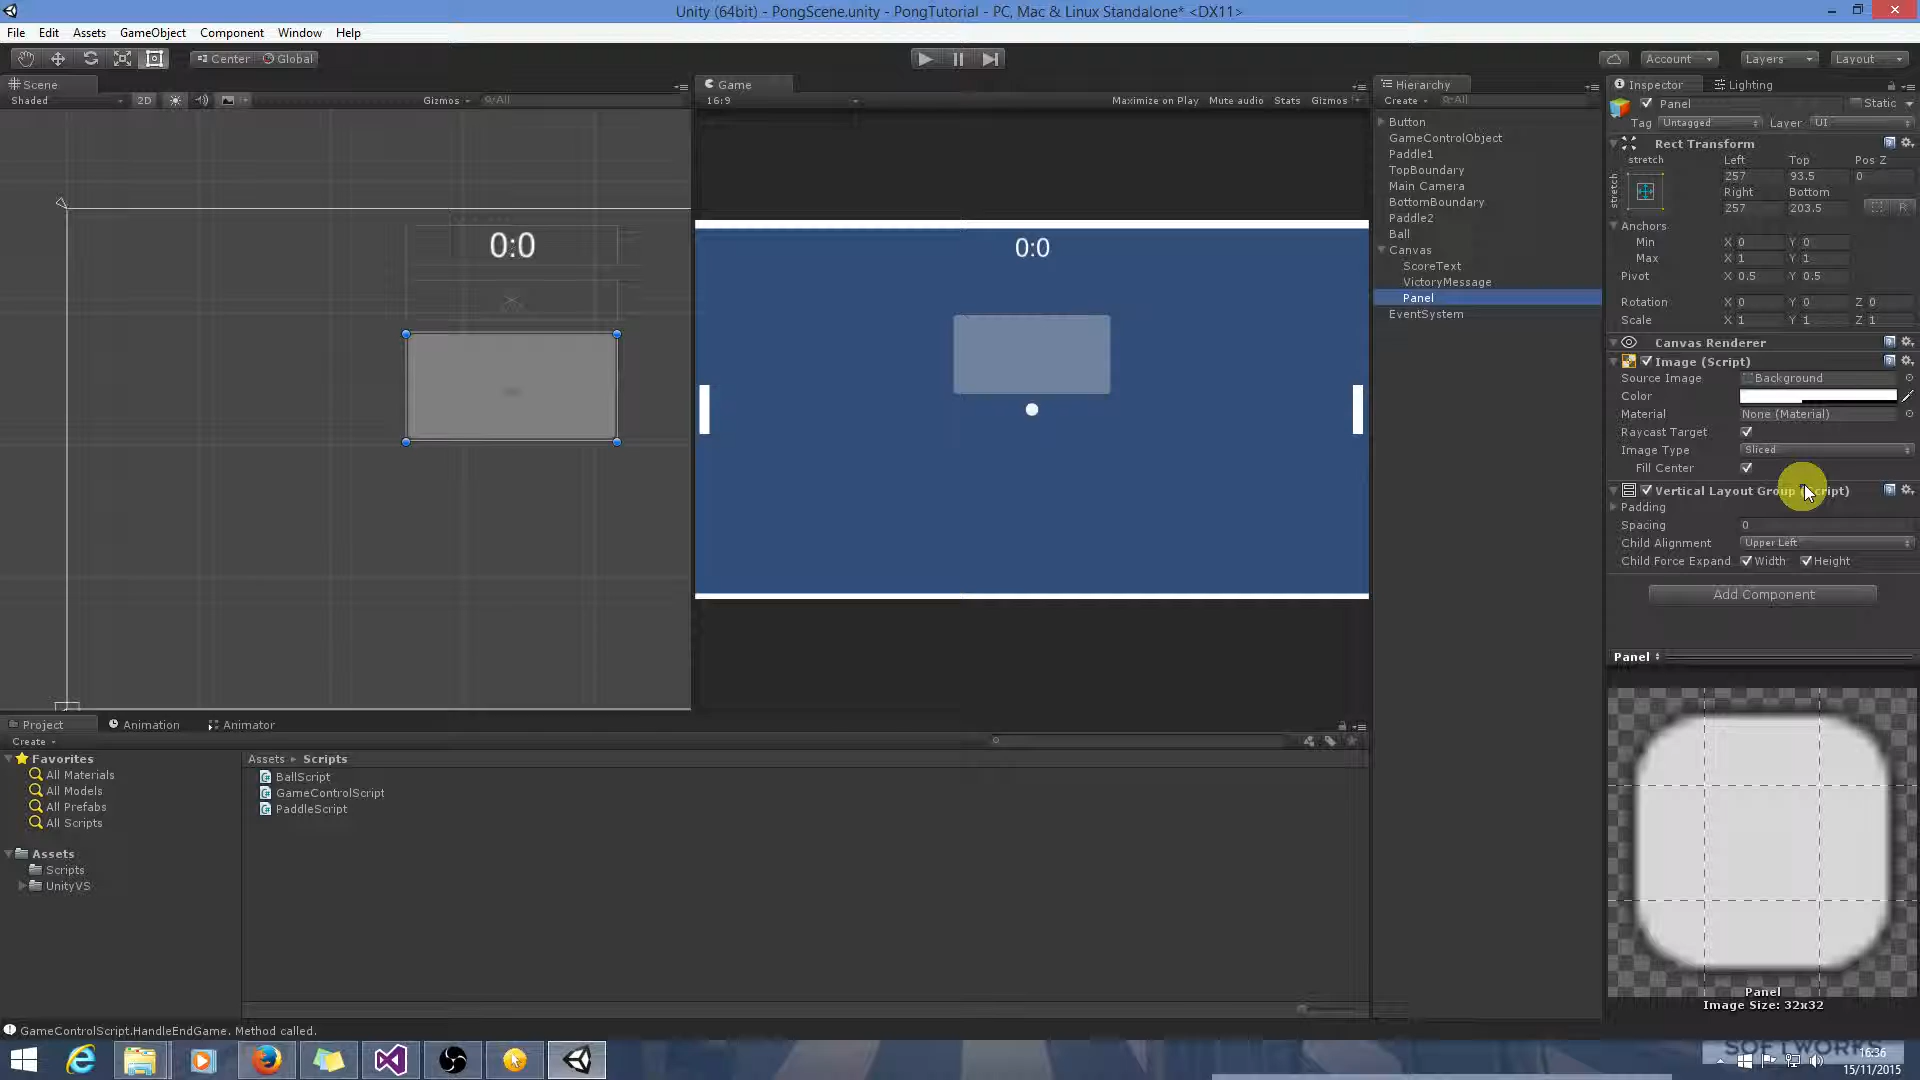 Unity (64bit) - PongScene.unity - PongTutorial - PC, Mac & Linux Standalone* <DX11>
File Edit Assets GameObject Component Window Help
Center Global
Account Layers Layout
Scene
Shaded 2D Gizmos All
0:0
Game
16:9 Maximize on Play Mute audio Stats Gizmos
0:0
Hierarchy
Create All
Button
GameControlObject
Paddle1
TopBoundary
Main Camera
BottomBoundary
Paddle2
Ball
Canvas
ScoreText
VictoryMessage
Panel
EventSystem
Inspector Lighting
Panel Static
Tag Untagged Layer UI
Rect Transform
stretch Left Top Pos Z
stretch 257 93.5 0
Right Bottom
257 203.5 R
Anchors
Min X 0 Y 0
Max X 1 Y 1
Pivot X 0.5 Y 0.5
Rotation X 0 Y 0 Z 0
Scale X 1 Y 1 Z 1
Canvas Renderer
Image (Script)
Source Image Background
Color
Material None (Material)
Raycast Target
Image Type Sliced
Fill Center
Vertical Layout Group (Script)
Padding
Spacing 0
Child Alignment Upper Left
Child Force Expand Width Height
Add Component
Panel
Panel
Image Size: 32x32
Project Animation Animator
Create
Favorites
All Materials
All Models
All Prefabs
All Scripts
Assets
Scripts
UnityVS
Assets Scripts
BallScript
GameControlScript
PaddleScript
GameControlScript.HandleEndGame. Method called.
SOFTWORKS
16:36
15/11/2015